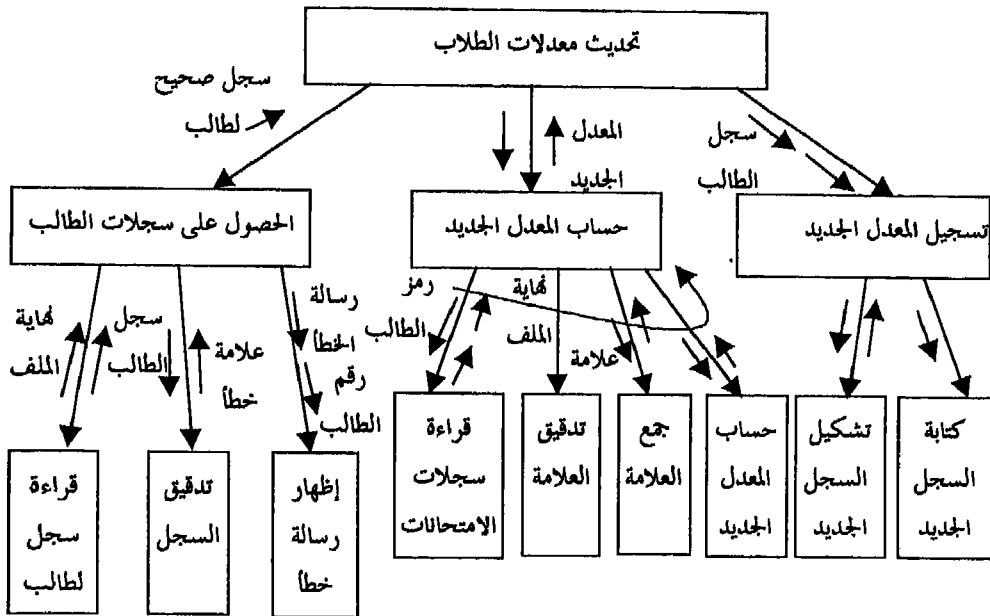 تحديث معدلات الطلاب
سجل صحيح
لطالب
المعدل
الجديد
سجل
الطالب
الحصول على سجلات الطالب
حساب المعدل الجديد
تسجيل المعدل الجديد
نهاية
الملف
سجل
الطالب
علامة
خطأ
رسالة
الخطأ
رقم
الطالب
رمز
الطالب
نهاية
الملف
علامة
قراءة
سجل
لطالب
تدقيق
السجل
إظهار
رسالة
خطأ
قراءة
سجلات
الامتحانات
تدقيق
العلامة
جمع
العلامة
حساب
المعدل
الجديد
تشكيل
السجل
الجديد
كتابة
السجل
الجديد